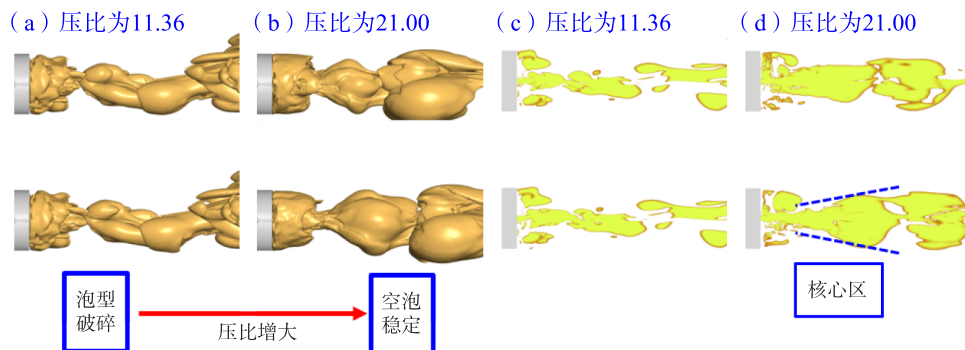 （a）压比为11.36
（b）压比为21.00
（c）压比为11.36
（d）压比为21.00
泡型
破碎
压比增大
空泡
稳定
核心区